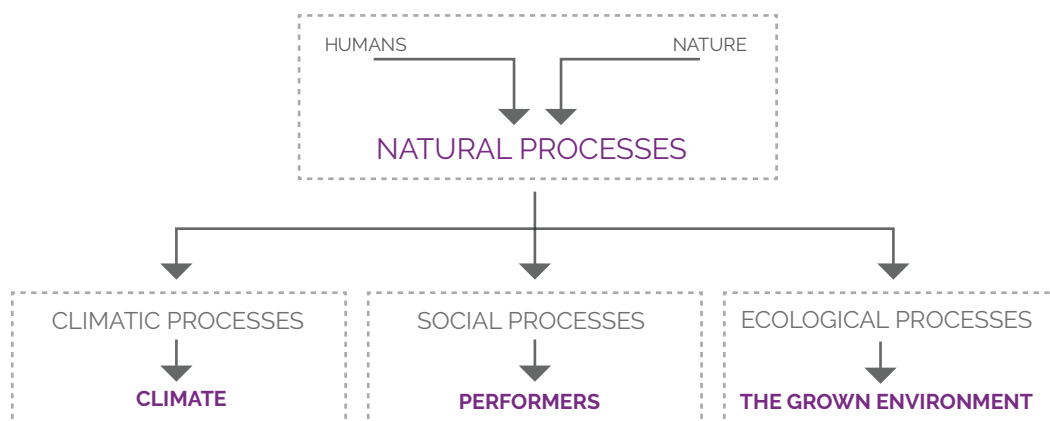 HUMANS
NATURE
NATURAL PROCESSES
CLIMATIC PROCESSES
SOCIAL PROCESSES
ECOLOGICAL PROCESSES
CLIMATE
PERFORMERS
THE GROWN ENVIRONMENT